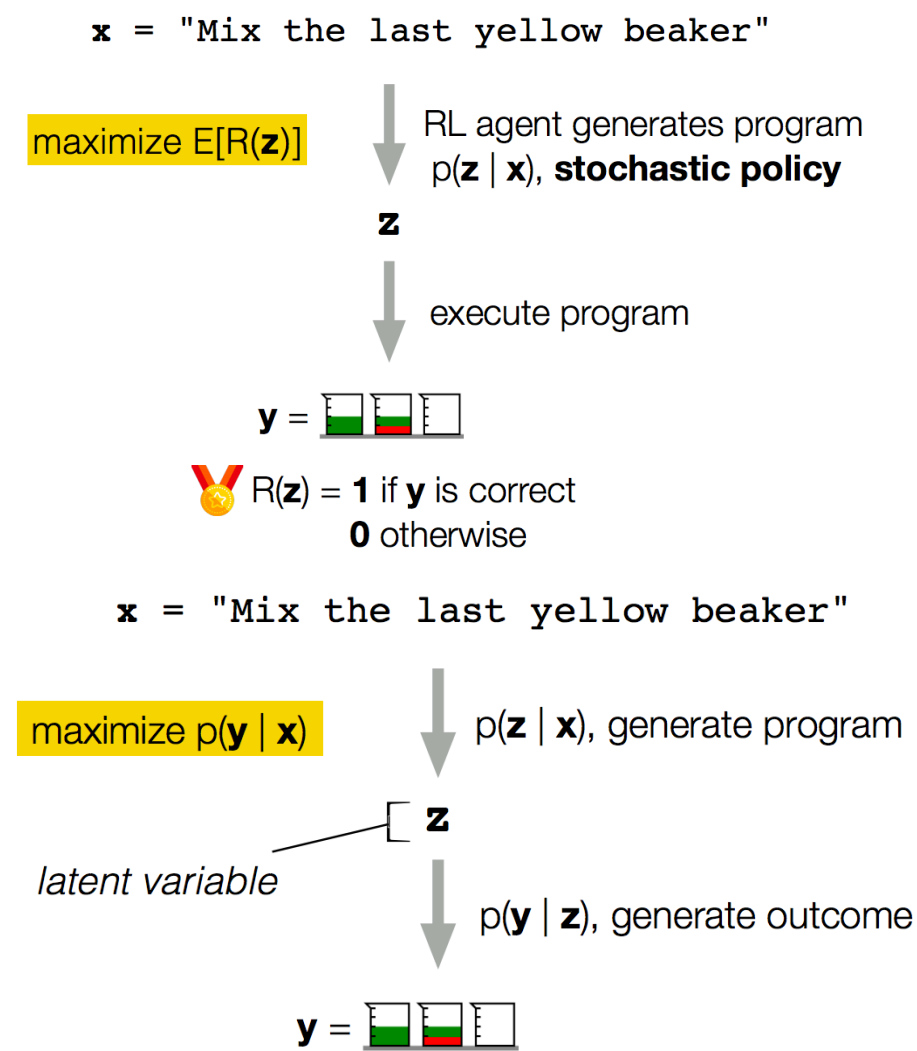 x = "Mix the last yellow beaker"
maximize E[R(z)]
RL agent generates program
p(z | x), stochastic policy
z
execute program
y =
R(z) = 1 if y is correct
0 otherwise
x = "Mix the last yellow beaker"
maximize p(y | x)
p(z | x), generate program
z
latent variable
p(y | z), generate outcome
y =